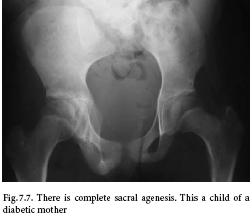 Fig. 7.7. There is complete sacral agenesis. This a child of a
diabetic mother